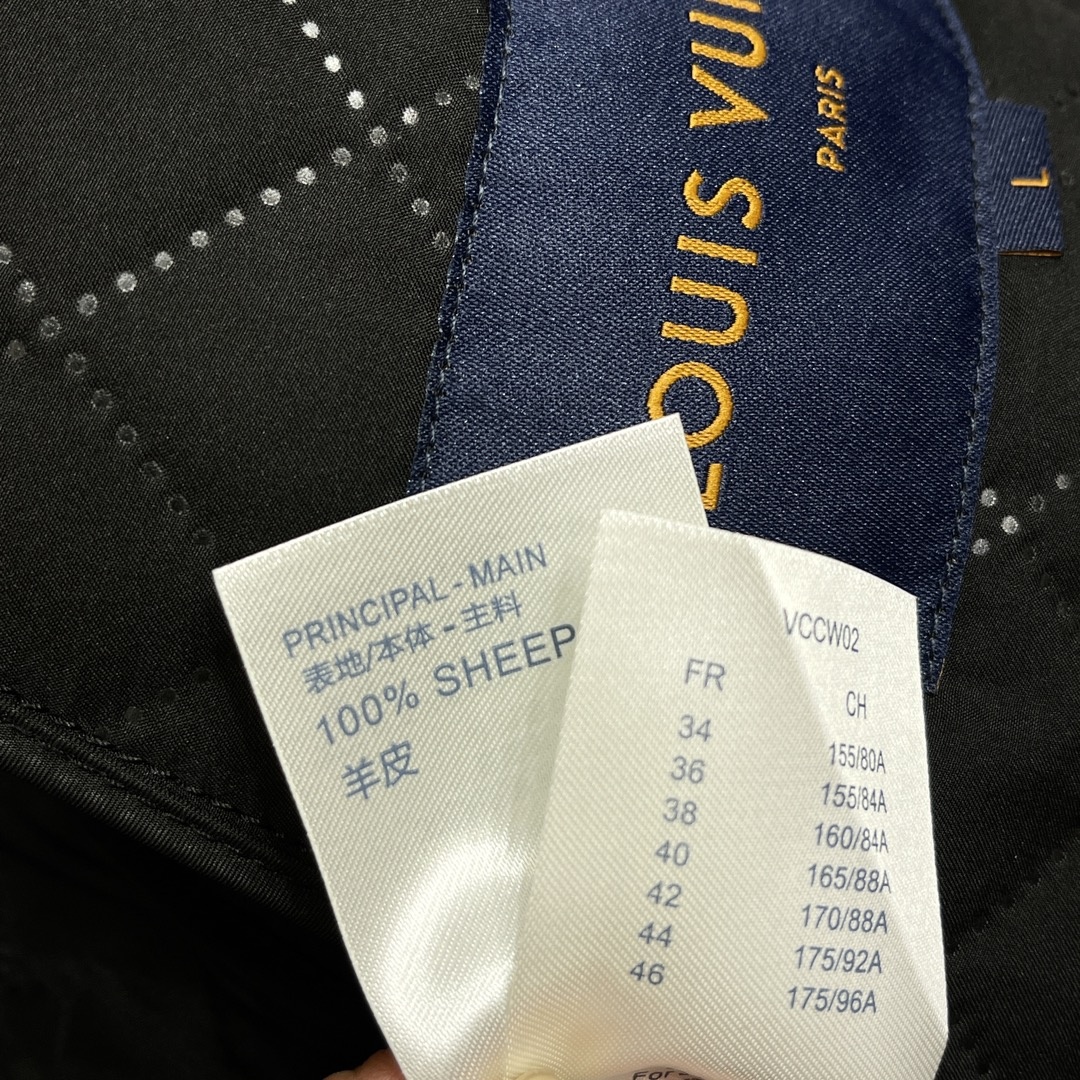 LOUIS VUI
PARIS
L
PRINCIPAL - MAIN
表地/本体 - 主料
100% SHEEP
羊皮
VCCW02
FR CH
34 155/80A
36 155/84A
38 160/84A
40 165/88A
42 170/88A
44 175/92A
46 175/96A